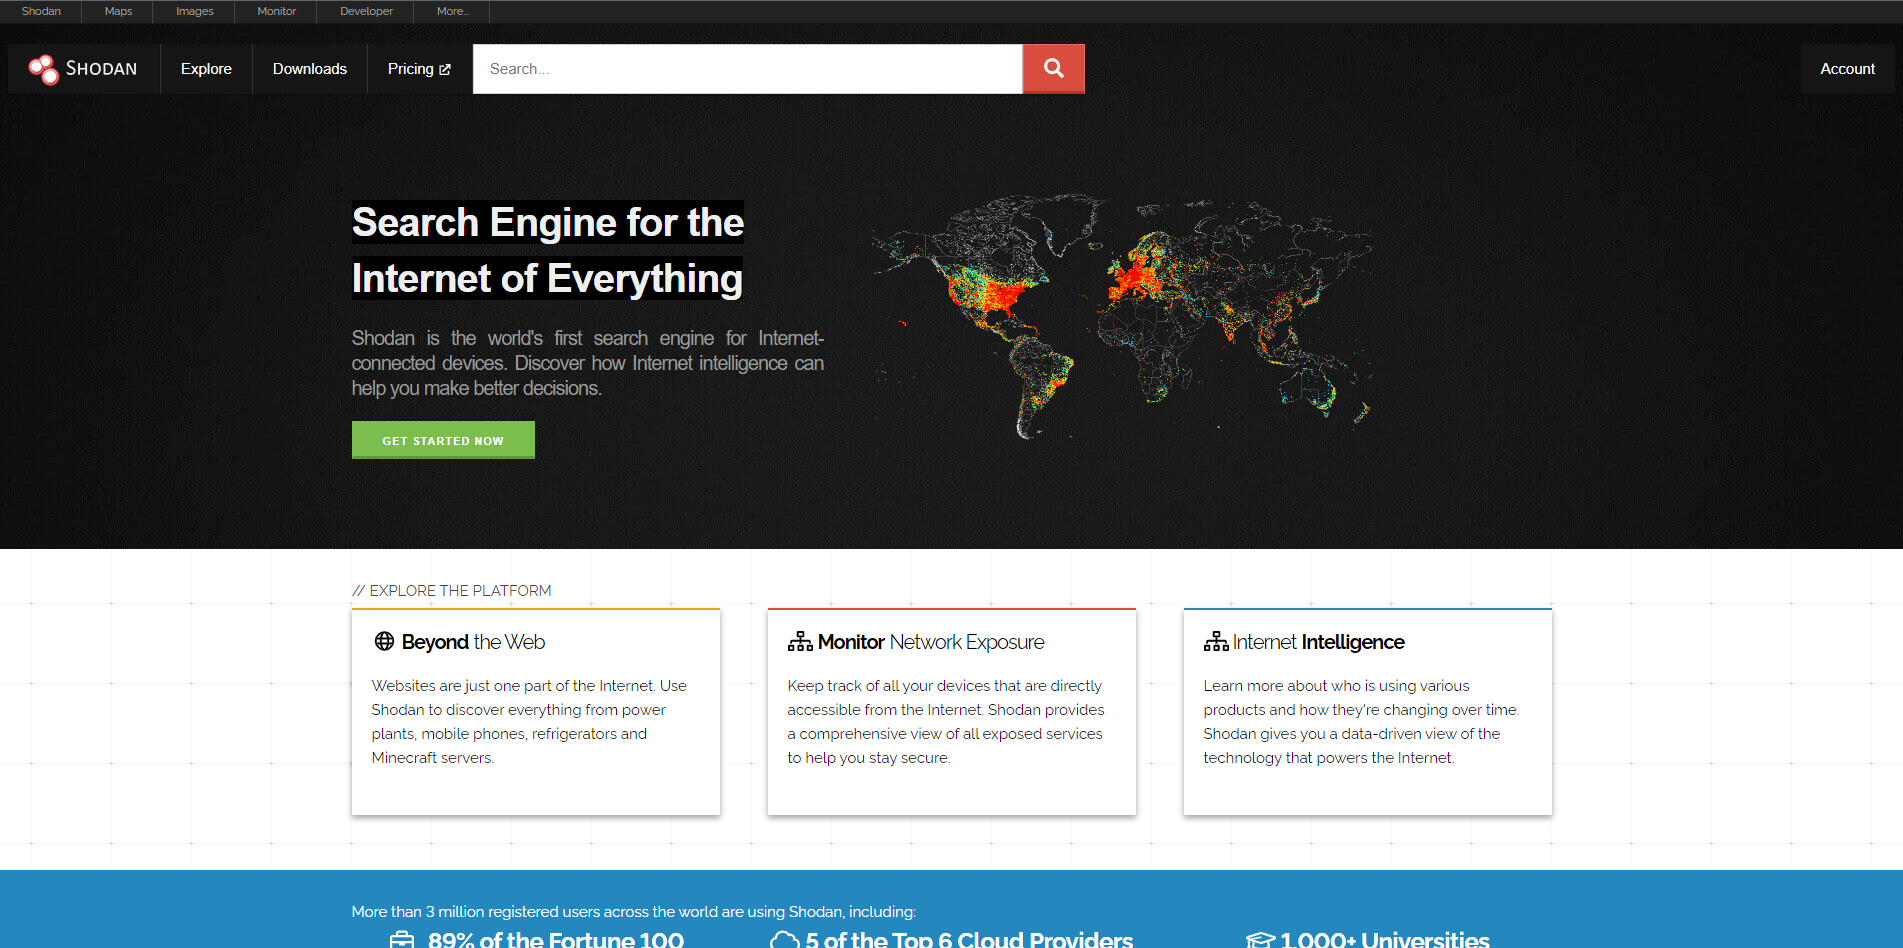 Shodan
Maps
Images
Monitor
Developer
More...
SHODAN
Explore
Downloads
Pricing
Search...
Account
Search Engine for the
Internet of Everything
Shodan is the world's first search engine for Internet-
connected devices. Discover how Internet intelligence can
help you make better decisions.
GET STARTED NOW
// EXPLORE THE PLATFORM
Beyond the Web
Websites are just one part of the Internet. Use
Shodan to discover everything from power
plants, mobile phones, refrigerators and
Minecraft servers.
Monitor Network Exposure
Keep track of all your devices that are directly
accessible from the Internet. Shodan provides
a comprehensive view of all exposed services
to help you stay secure.
Internet Intelligence
Learn more about who is using various
products and how they're changing over time.
Shodan gives you a data-driven view of the
technology that powers the Internet.
More than 3 million registered users across the world are using Shodan, including:
89% of the Fortune 100
5 of the Top 6 Cloud Providers
1,000+ Universities